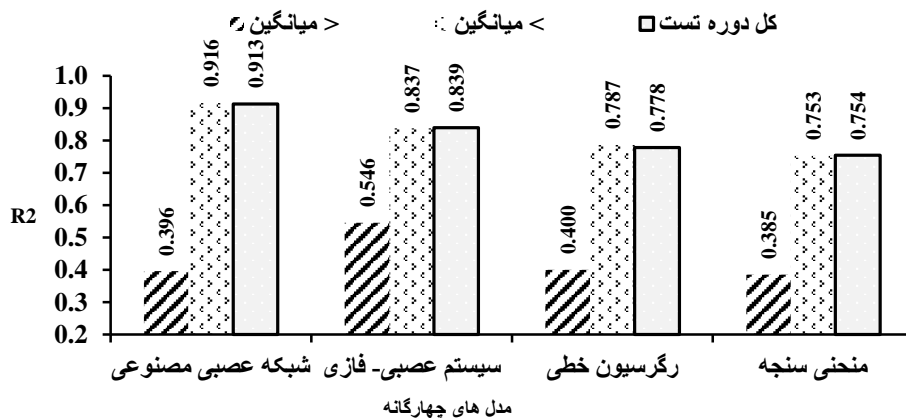 میانگین > میانگین < کل دوره تست
0.396 0.916 0.913 0.546 0.837 0.839 0.400 0.787 0.778 0.385 0.753 0.754
1.0
0.9
0.8
0.7
0.6
0.5
0.4
0.3
0.2
R2
شبکه عصبی مصنوعی سیستم عصبی- فازی رگرسیون خطی منحنی سنجه
مدل های چهارگانه